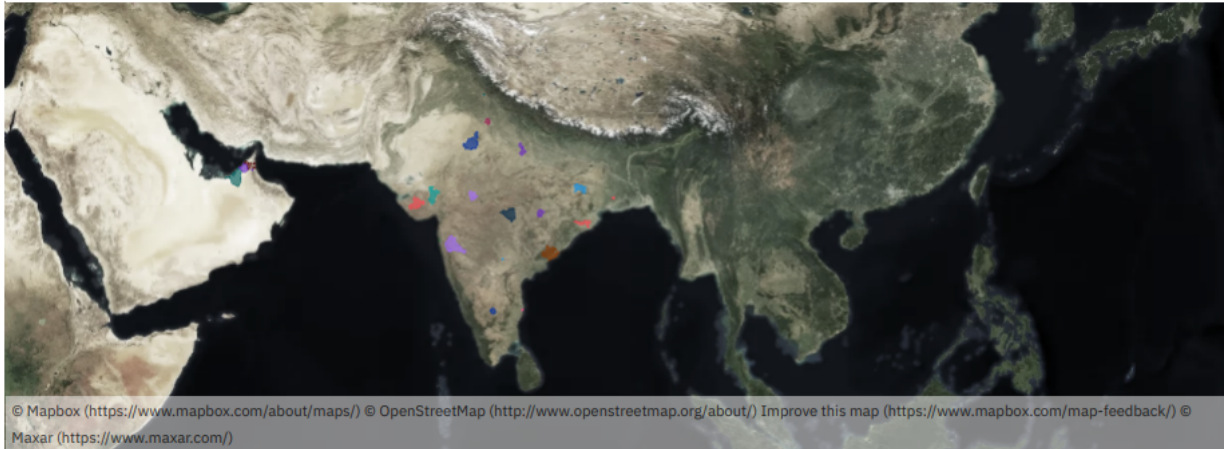 © Mapbox (https://www.mapbox.com/about/maps/) © OpenStreetMap (http://www.openstreetmap.org/about/) Improve this map (https://www.mapbox.com/map-feedback/) ©
Maxar (https://www.maxar.com/)